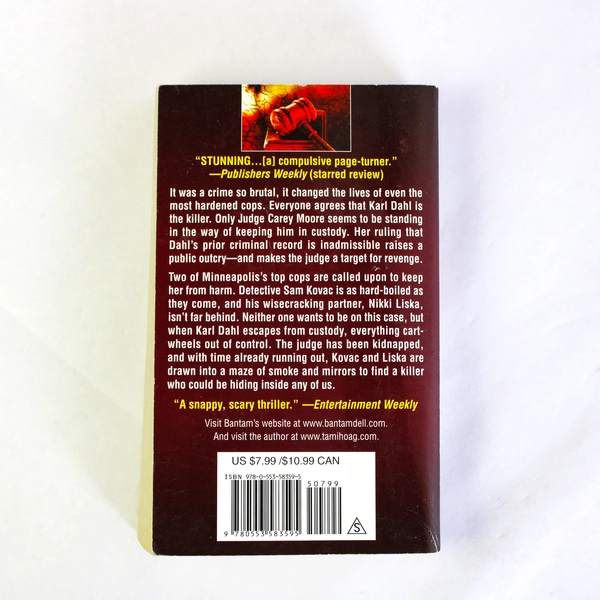 “STUNNING...[a] compulsive page-turner.”
—Publishers Weekly (starred review)
It was a crime so brutal, it changed the lives of even the
most hardened cops. Everyone agrees that Karl Dahl is
the killer. Only Judge Carey Moore seems to be standing
in the way of keeping him in custody. Her ruling that
Dahl’s prior criminal record is inadmissible raises a
public outcry—and makes the judge a target for revenge.
Two of Minneapolis’s top cops are called upon to keep
her from harm. Detective Sam Kovac is as hard-boiled as
they come, and his wisecracking partner, Nikki Liska,
isn’t far behind. Neither one wants to be on this case, but
when Karl Dahl escapes from custody, everything cart-
wheels out of control. The judge has been kidnapped,
and with time already running out, Kovac and Liska are
drawn into a maze of smoke and mirrors to find a killer
who could be hiding inside any of us.
“A snappy, scary thriller.” —Entertainment Weekly
Visit Bantam’s website at www.bantamdell.com.
And visit the author at www.tamihoag.com.
US $7.99 /$10.99 CAN
ISBN 978-0-553-58359-5
50799
9 780553 583595
S